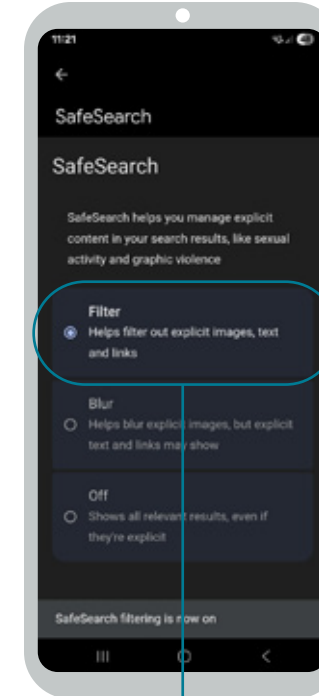 11:21
SafeSearch
SafeSearch
SafeSearch helps you manage explicit
content in your search results, like sexual
activity and graphic violence
Filter
Helps filter out explicit images, text
and links
Blur
Helps blur explicit images, but explicit
text and links may show
Off
Shows all relevant results, even if
they're explicit
SafeSearch filtering is now on